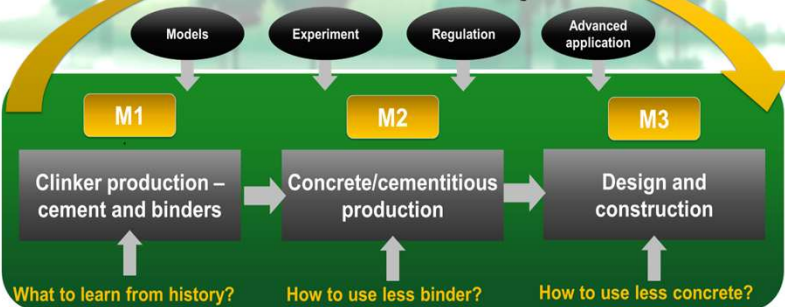 Models
Experiment
Regulation
Advanced
application
M1
M2
M3
Clinker production –
cement and binders
Concrete/cementitious
production
Design and
construction
What to learn from history?
How to use less binder?
How to use less concrete?